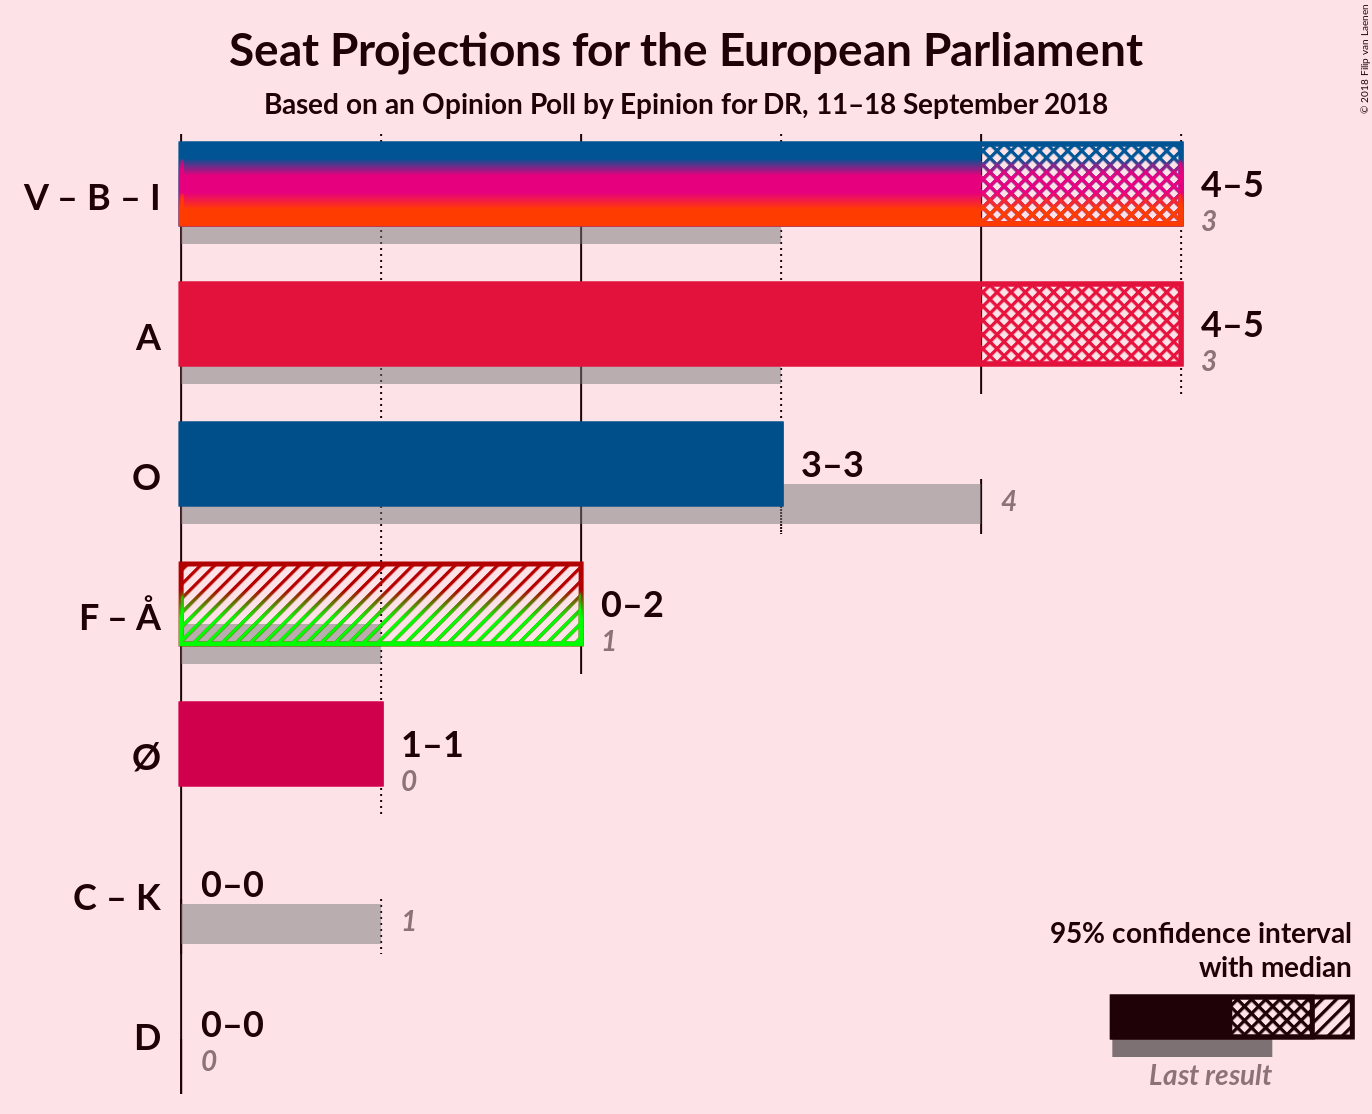 Seat Projections for the European Parliament
Based on an Opinion Poll by Epinion for DR, 11–18 September 2018
© 2018 Filip van Laenen
V – B – I
4–5
3
A
4–5
3
O
3–3
4
F – Å
0–2
1
Ø
1–1
0
C – K
0–0
1
D
0–0
0
95% confidence interval
with median
Last result